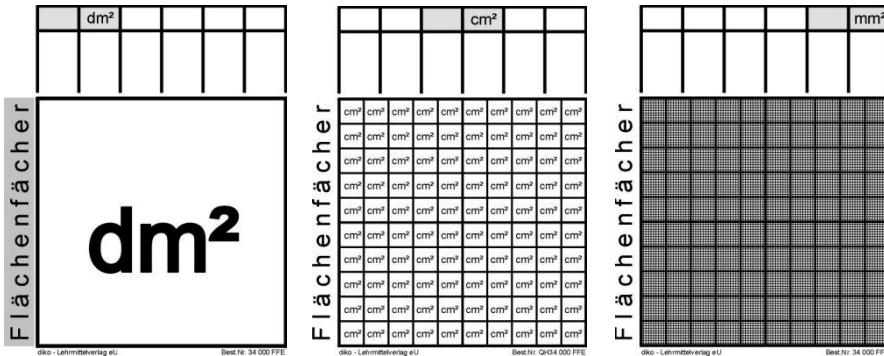 dm²
Flächenfächer
dm²
diko - Lehrmittelverlag eU Best.Nr. 34 000 FFE
cm²
Flächenfächer
cm² cm² cm² cm² cm² cm² cm² cm² cm² cm²
cm² cm² cm² cm² cm² cm² cm² cm² cm² cm²
cm² cm² cm² cm² cm² cm² cm² cm² cm² cm²
cm² cm² cm² cm² cm² cm² cm² cm² cm² cm²
cm² cm² cm² cm² cm² cm² cm² cm² cm² cm²
cm² cm² cm² cm² cm² cm² cm² cm² cm² cm²
cm² cm² cm² cm² cm² cm² cm² cm² cm² cm²
cm² cm² cm² cm² cm² cm² cm² cm² cm² cm²
cm² cm² cm² cm² cm² cm² cm² cm² cm² cm²
cm² cm² cm² cm² cm² cm² cm² cm² cm² cm²
diko - Lehrmittelverlag eU Best.Nr. QH34 000 FFE
mm²
Flächenfächer
diko - Lehrmittelverlag eU Best.Nr. 34 000 FF